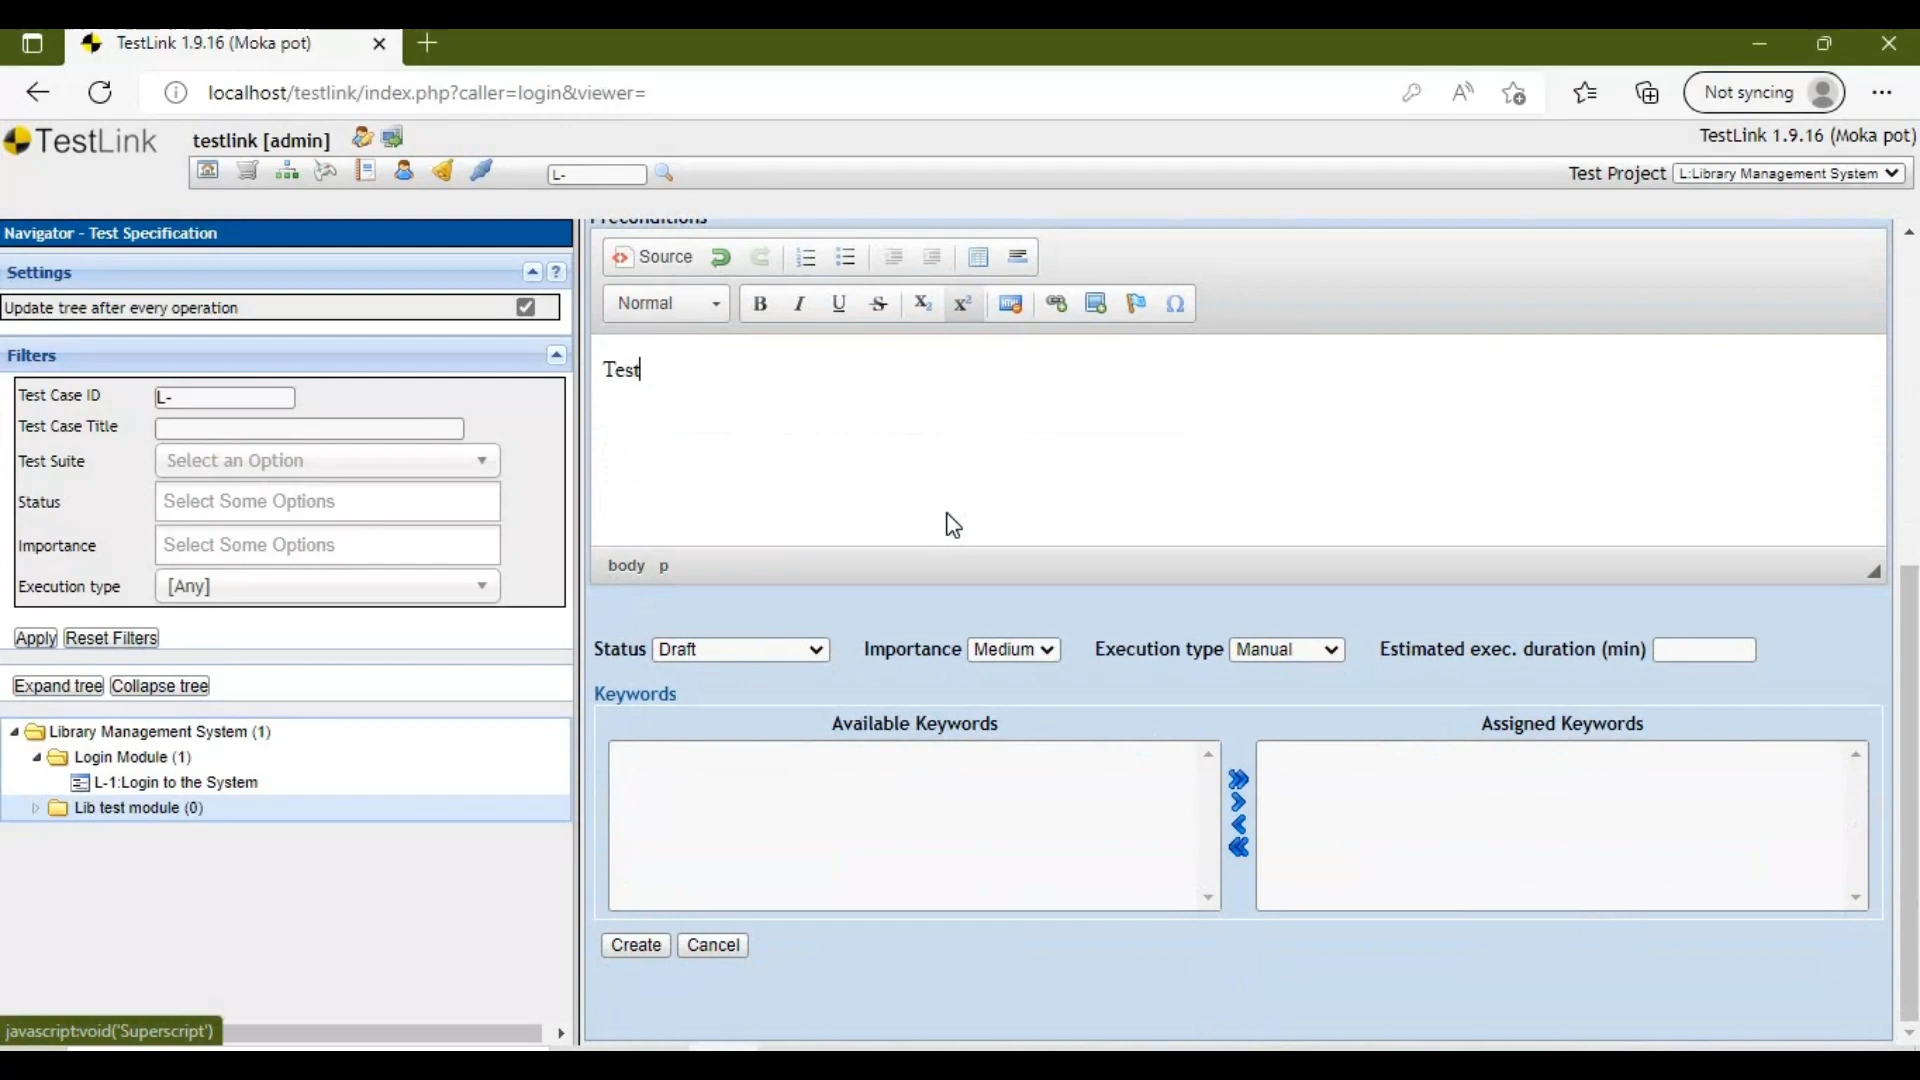 TestLink 1.9.16 (Moka pot)
localhost/testlink/index.php?caller=login&viewer=
Not syncing
TestLink
testlink [admin]
TestLink 1.9.16 (Moka pot)
L-
Test Project L:Library Management System
Navigator - Test Specification
Settings
Update tree after every operation
Filters
Test Case ID L-
Test Case Title
Test Suite Select an Option
Status Select Some Options
Importance Select Some Options
Execution type [Any]
Apply Reset Filters
Expand tree Collapse tree
Library Management System (1)
Login Module (1)
L-1:Login to the System
Lib test module (0)
javascript:void('Superscript')
Preconditions
Source
Normal B I U S X2 X2 HTML Ω
Test
body p
Status Draft Importance Medium Execution type Manual Estimated exec. duration (min)
Keywords
Available Keywords Assigned Keywords
Create Cancel